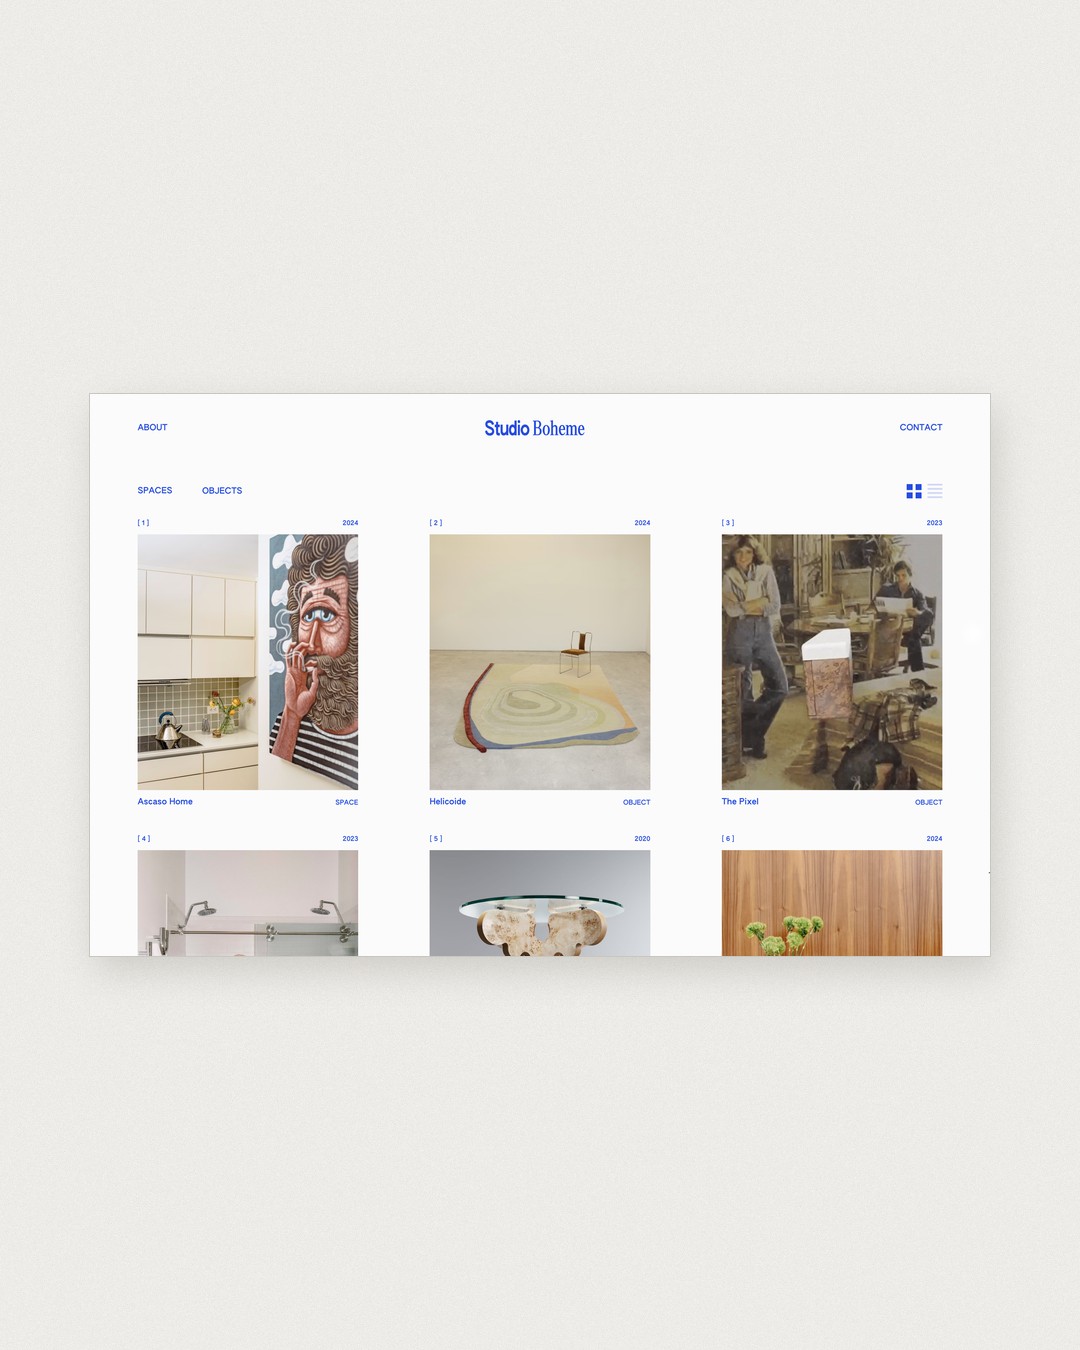 ABOUT
Studio Boheme
CONTACT
SPACES
OBJECTS
[ 1 ] 2024
[ 2 ] 2024
[ 3 ] 2023
Ascaso Home SPACE
Helicoide OBJECT
The Pixel OBJECT
[ 4 ] 2023
[ 5 ] 2020
[ 6 ] 2024